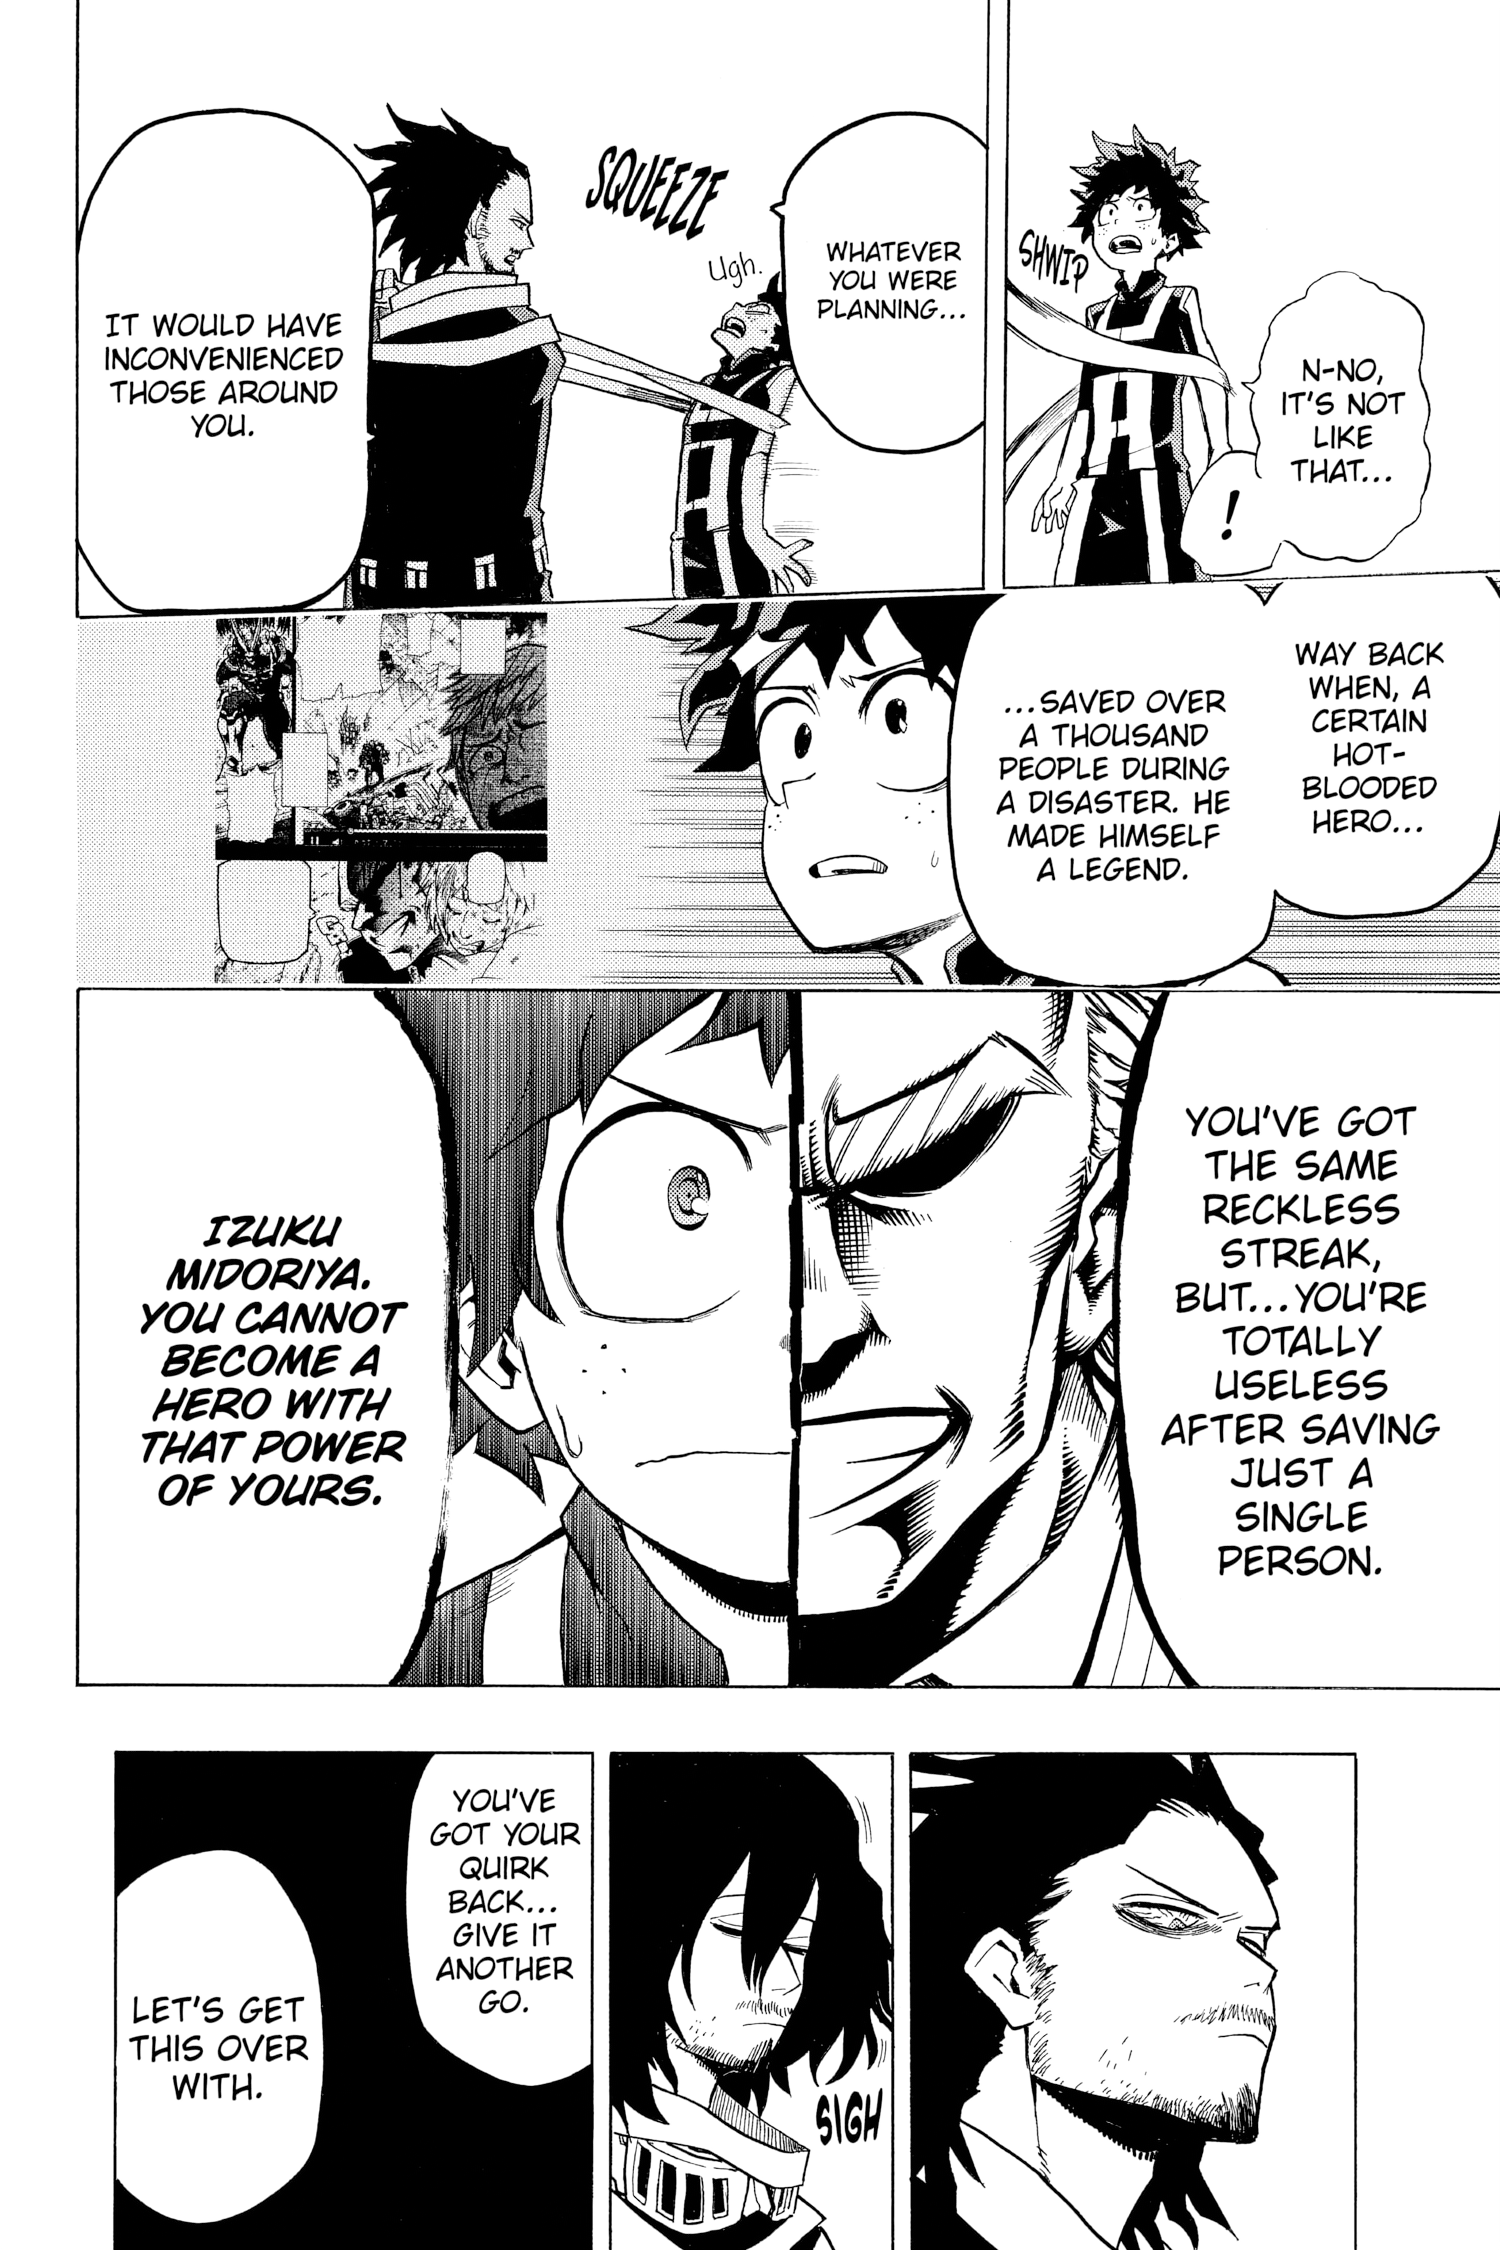 N-NO,
IT'S NOT
LIKE
THAT...
!
SHWIP
WHATEVER
YOU WERE
PLANNING...
Ugh.
SQUEEZE
IT WOULD HAVE
INCONVENIENCED
THOSE AROUND
YOU.
WAY BACK
WHEN, A
CERTAIN
HOT-
BLOODED
HERO...
...SAVED OVER
A THOUSAND
PEOPLE DURING
A DISASTER. HE
MADE HIMSELF
A LEGEND.
YOU'VE GOT
THE SAME
RECKLESS
STREAK,
BUT...YOU'RE
TOTALLY
USELESS
AFTER SAVING
JUST A
SINGLE
PERSON.
IZUKU
MIDORIYA.
YOU CANNOT
BECOME A
HERO WITH
THAT POWER
OF YOURS.
SIGH
YOU'VE
GOT YOUR
QUIRK
BACK...
GIVE IT
ANOTHER
GO.
LET'S GET
THIS OVER
WITH.